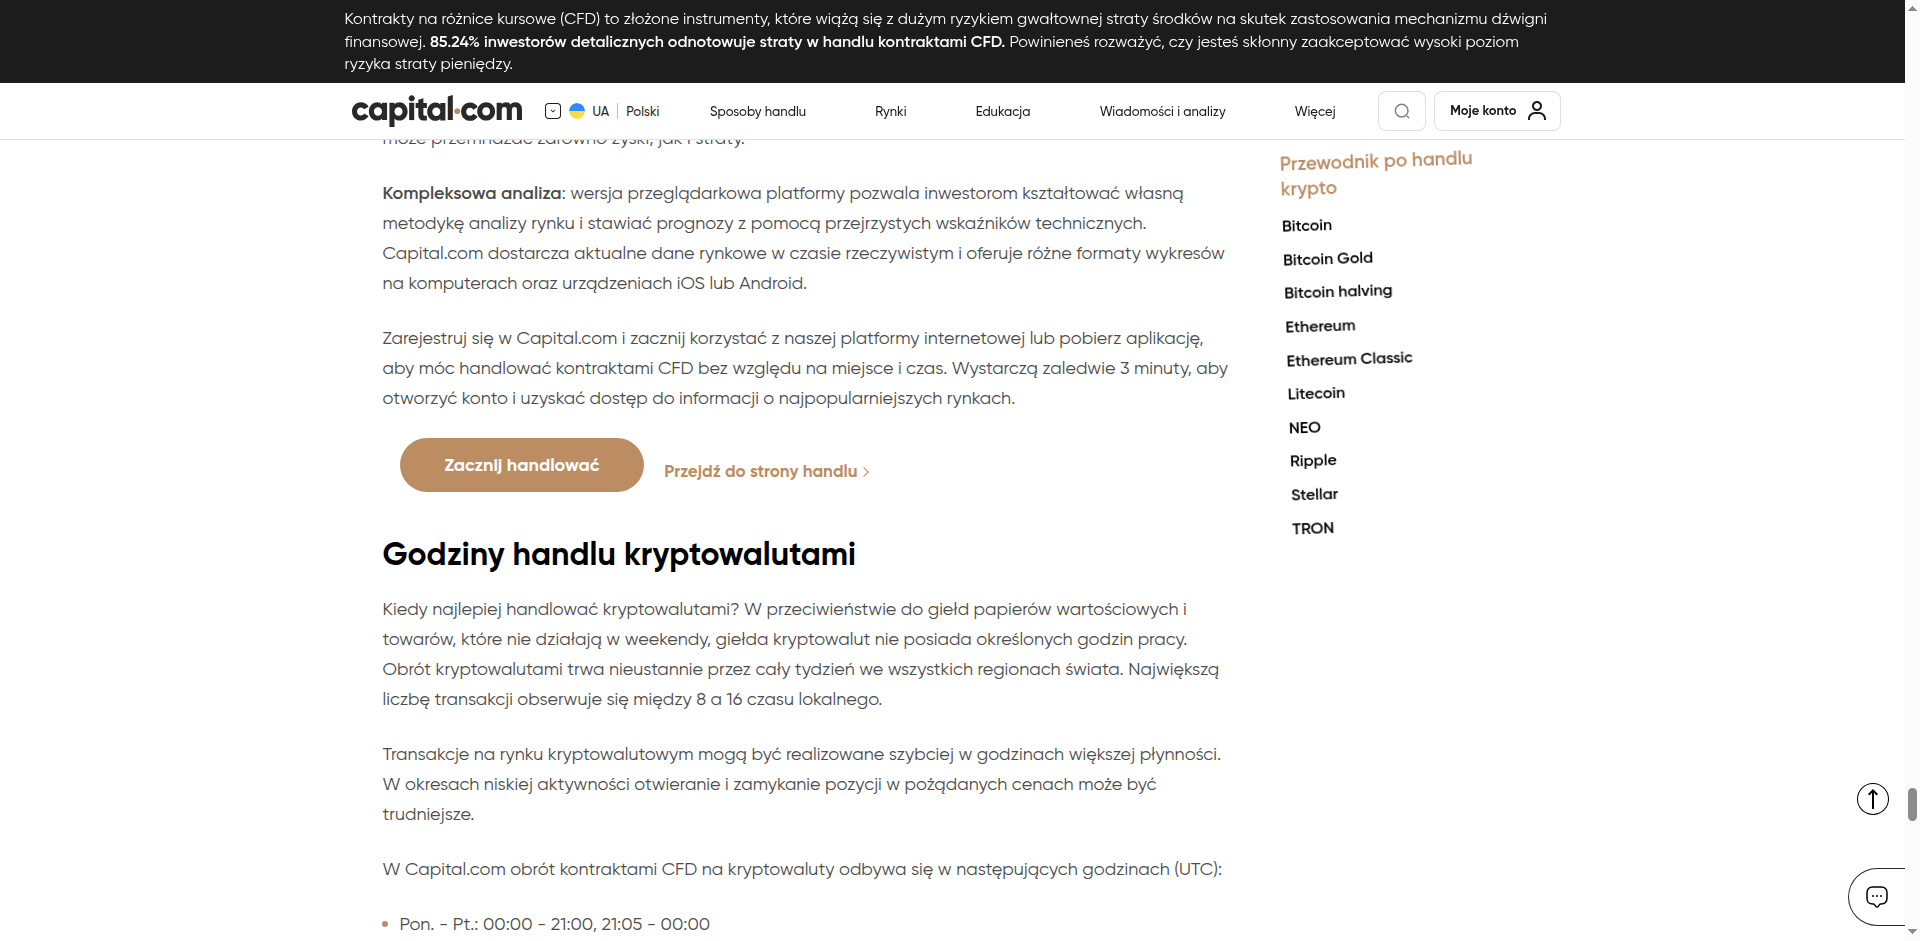 Kontrakty na różnice kursowe (CFD) to złożone instrumenty, które wiążą się z dużym ryzykiem gwałtownej straty środków na skutek zastosowania mechanizmu dźwigni
finansowej. 85.24% inwestorów detalicznych odnotowuje straty w handlu kontraktami CFD. Powinieneś rozważyć, czy jesteś skłonny zaakceptować wysoki poziom
ryzyka straty pieniędzy.
capital.com
UA | Polski
Sposoby handlu
Rynki
Edukacja
Wiadomości i analizy
Więcej
Moje konto
może przemnażać zarówno zyski, jak i straty.
Kompleksowa analiza: wersja przeglądarkowa platformy pozwala inwestorom kształtować własną
metodykę analizy rynku i stawiać prognozy z pomocą przejrzystych wskaźników technicznych.
Capital.com dostarcza aktualne dane rynkowe w czasie rzeczywistym i oferuje różne formaty wykresów
na komputerach oraz urządzeniach iOS lub Android.
Zarejestruj się w Capital.com i zacznij korzystać z naszej platformy internetowej lub pobierz aplikację,
aby móc handlować kontraktami CFD bez względu na miejsce i czas. Wystarczą zaledwie 3 minuty, aby
otworzyć konto i uzyskać dostęp do informacji o najpopularniejszych rynkach.
Zacznij handlować
Przejdź do strony handlu
Godziny handlu kryptowalutami
Kiedy najlepiej handlować kryptowalutami? W przeciwieństwie do giełd papierów wartościowych i
towarów, które nie działają w weekendy, giełda kryptowalut nie posiada określonych godzin pracy.
Obrót kryptowalutami trwa nieustannie przez cały tydzień we wszystkich regionach świata. Największą
liczbę transakcji obserwuje się między 8 a 16 czasu lokalnego.
Transakcje na rynku kryptowalutowym mogą być realizowane szybciej w godzinach większej płynności.
W okresach niskiej aktywności otwieranie i zamykanie pozycji w pożądanych cenach może być
trudniejsze.
W Capital.com obrót kontraktami CFD na kryptowaluty odbywa się w następujących godzinach (UTC):
Pon. - Pt.: 00:00 - 21:00, 21:05 - 00:00
Przewodnik po handlu
krypto
Bitcoin
Bitcoin Gold
Bitcoin halving
Ethereum
Ethereum Classic
Litecoin
NEO
Ripple
Stellar
TRON